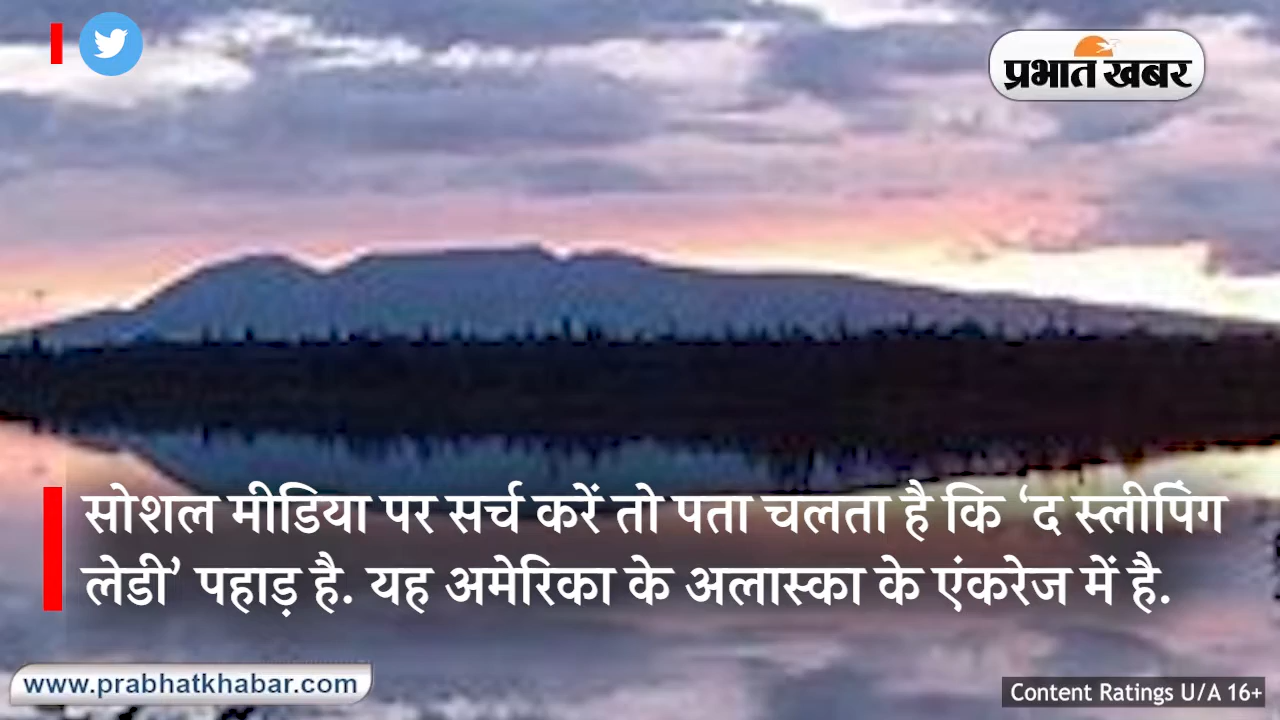 प्रभात खबर
सोशल मीडिया पर सर्च करें तो पता चलता है कि ‘द स्लीपिंग
लेडी’ पहाड़ है. यह अमेरिका के अलास्का के एंकरेज में है.
www.prabhatkhabar.com
Content Ratings U/A 16+